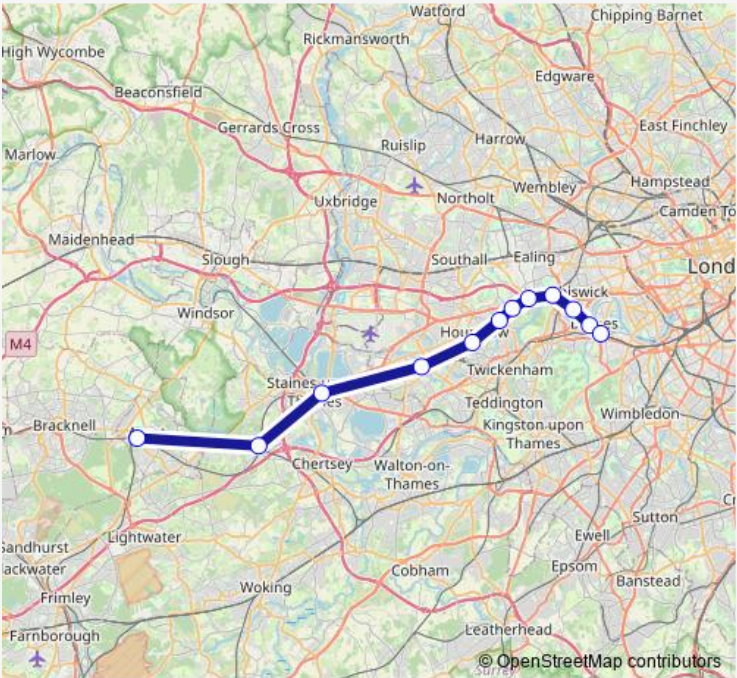 Watford
Chipping Barnet
Rickmansworth
High Wycombe
Edgware
Beaconsfield
Gerrards Cross
East Finchley
Harrow
Ruislip
Marlow
Wembley
Hampstead
Uxbridge
Northolt
Camden To
Maidenhead
Slough
Southall
Ealing
Lond
iswick
Windsor
M4
Twickenham
Staines
Teddington
Wimbledon
Bracknell
Kingston upon
Thames
Chertsey
Walton-on-
Thames
Sutton
Lightwater
Ewell
Sandhurst
ackwater
Cobham
Epsom
Banstead
Woking
Frimley
Leatherhead
Farnborough
© OpenStreetMap contributors